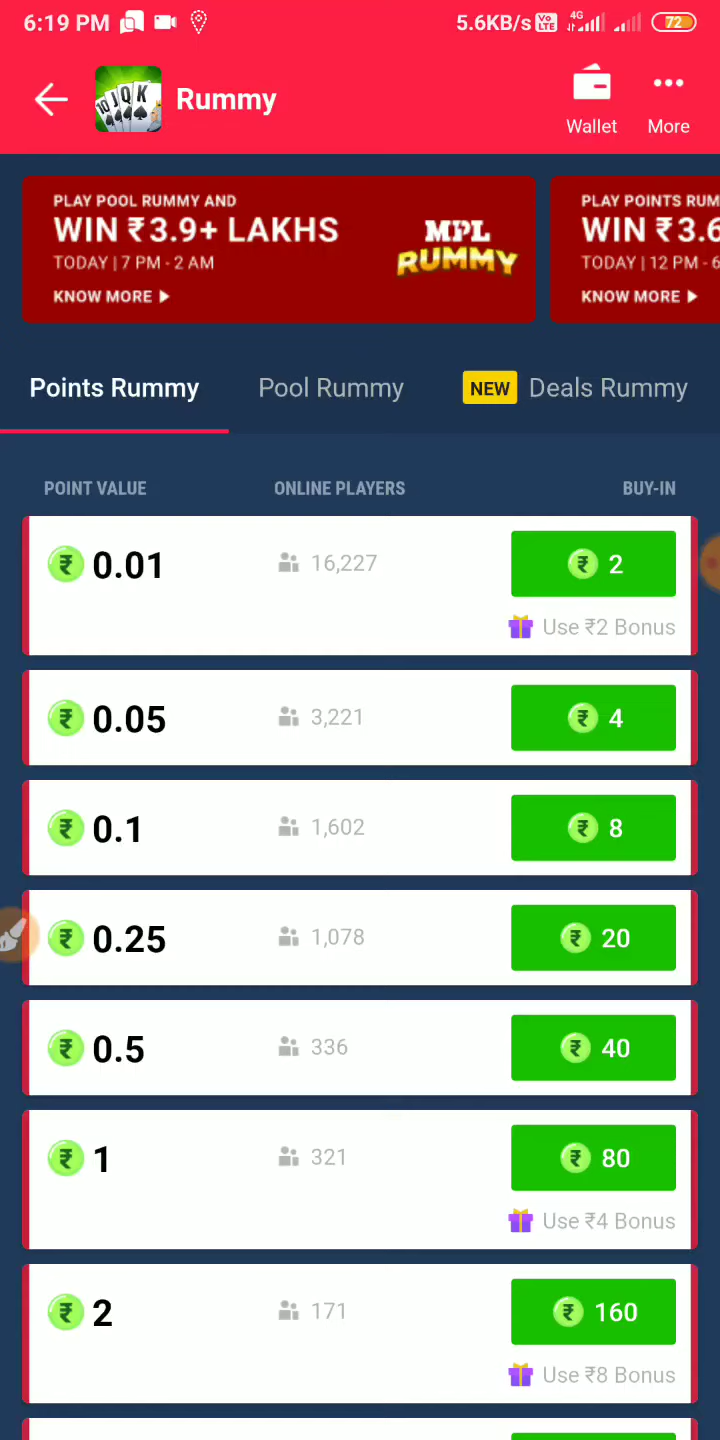 6:19 PM 5.6KB/s Vo LTE 4G 72
Rummy
Wallet More
PLAY POOL RUMMY AND
WIN ₹3.9+ LAKHS
TODAY | 7 PM - 2 AM
KNOW MORE
MPL
RUMMY
PLAY POINTS RUM
WIN ₹3.6
TODAY | 12 PM - 6
KNOW MORE
Points Rummy Pool Rummy NEW Deals Rummy
POINT VALUE ONLINE PLAYERS BUY-IN
₹ 0.01 16,227 ₹ 2
Use ₹2 Bonus
₹ 0.05 3,221 ₹ 4
₹ 0.1 1,602 ₹ 8
₹ 0.25 1,078 ₹ 20
₹ 0.5 336 ₹ 40
₹ 1 321 ₹ 80
Use ₹4 Bonus
₹ 2 171 ₹ 160
Use ₹8 Bonus